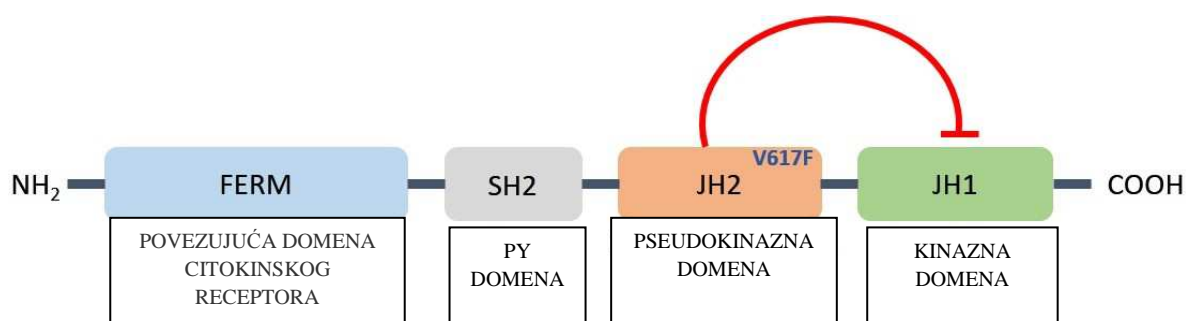 V617F
NH₂
FERM
SH2
JH2
JH1
COOH
POVEZUJUĆA DOMENA
CITOKINSKOG
RECEPTORA
PY
DOMENA
PSEUDOKINAZNA
DOMENA
KINAZNA
DOMENA